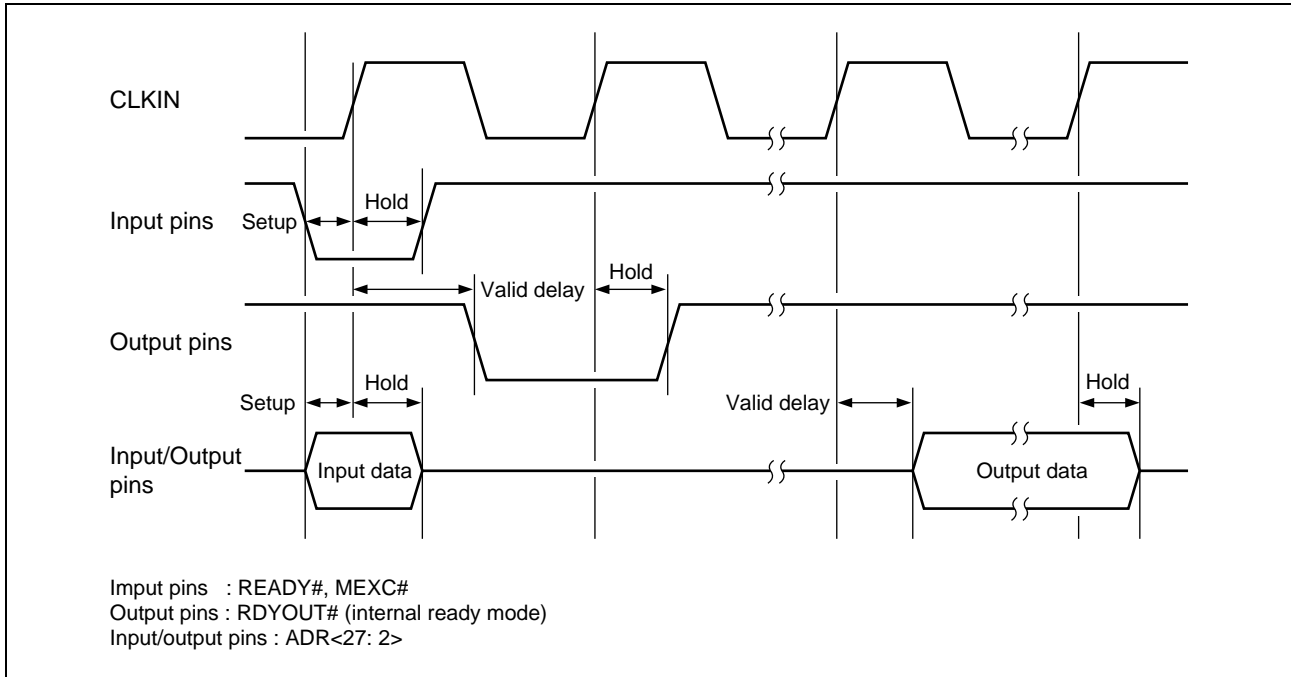 CLKIN
Input pins
Setup
Hold
Valid delay
Hold
Output pins
Setup
Hold
Valid delay
Hold
Input/Output
pins
Input data
Output data
Imput pins : READY#, MEXC#
Output pins : RDYOUT# (internal ready mode)
Input/output pins : ADR<27: 2>